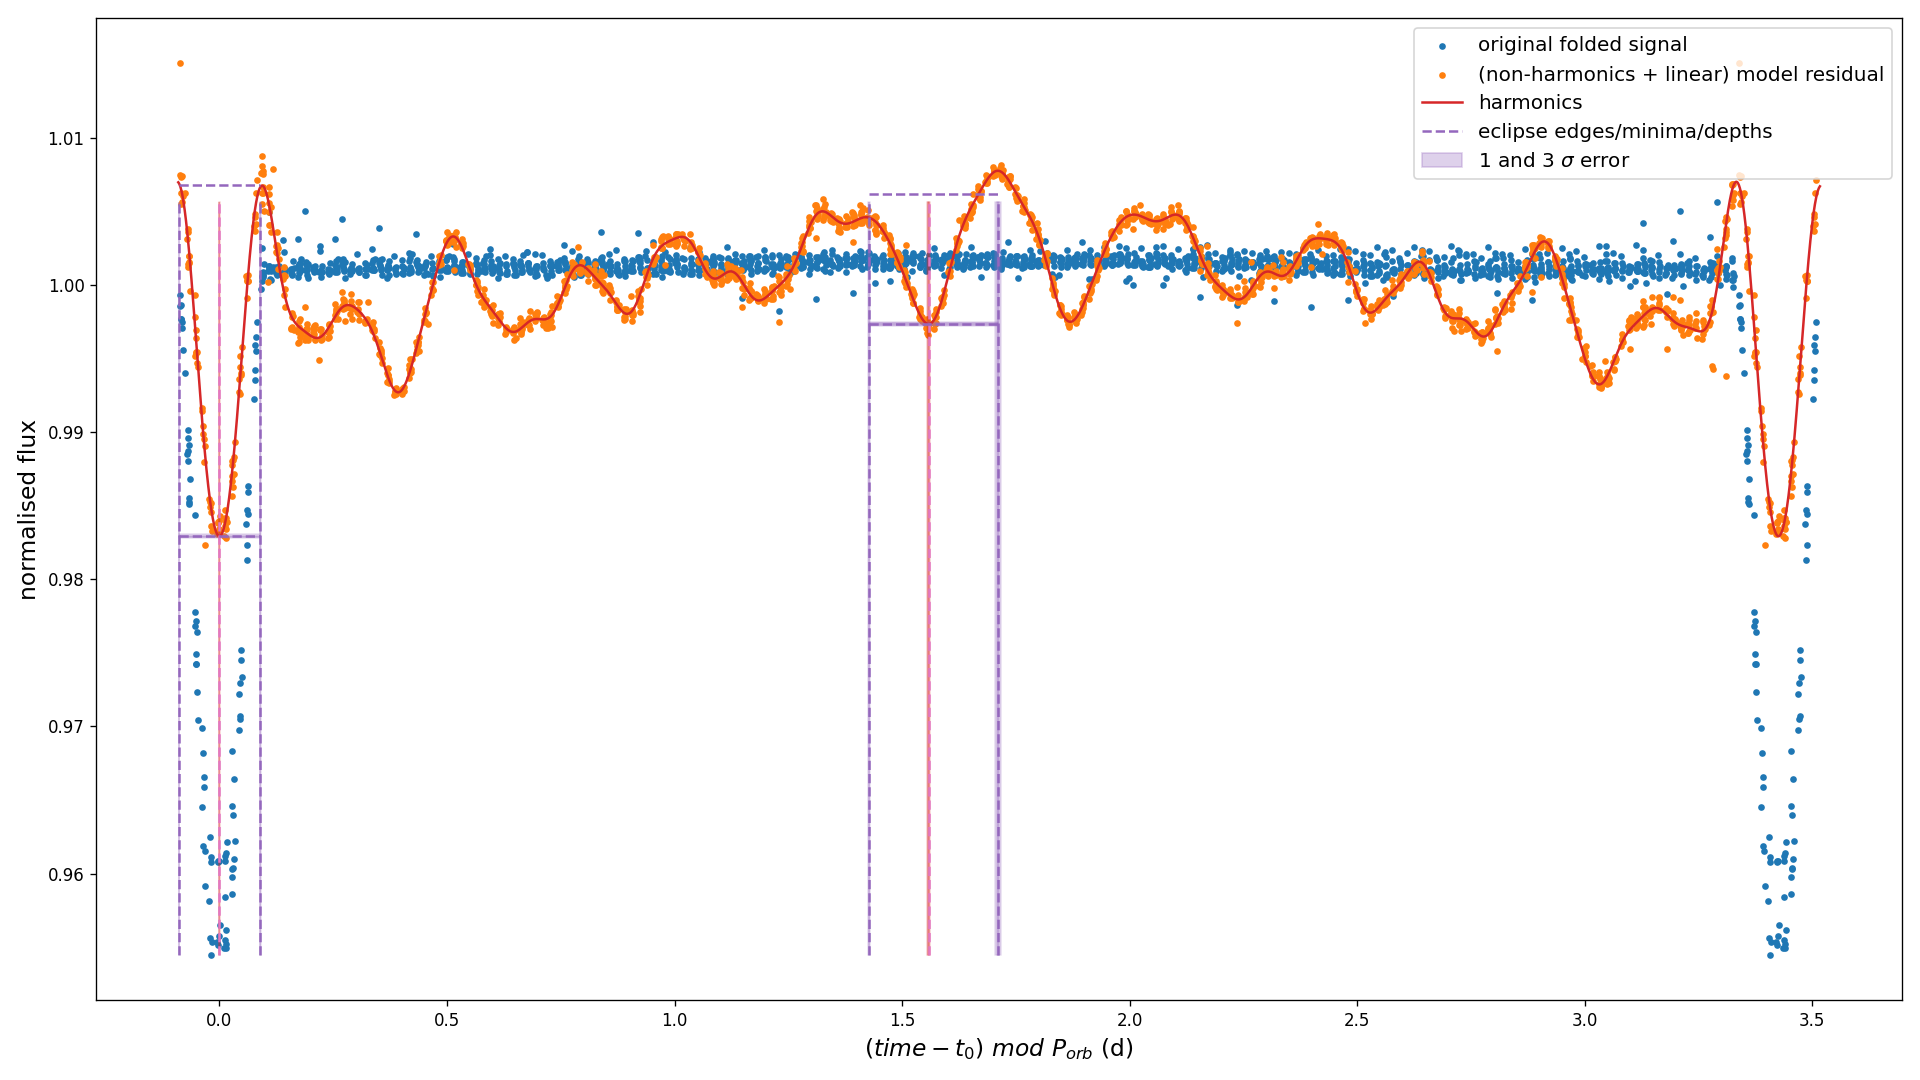 original folded signal
(non-harmonics + linear) model residual
harmonics
eclipse edges/minima/depths
1 and 3 σ error
normalised flux
1.01
1.00
0.99
0.98
0.97
0.96
0.0 0.5 1.0 1.5 2.0 2.5 3.0 3.5
(time − t₀) mod Pₒᵣb (d)